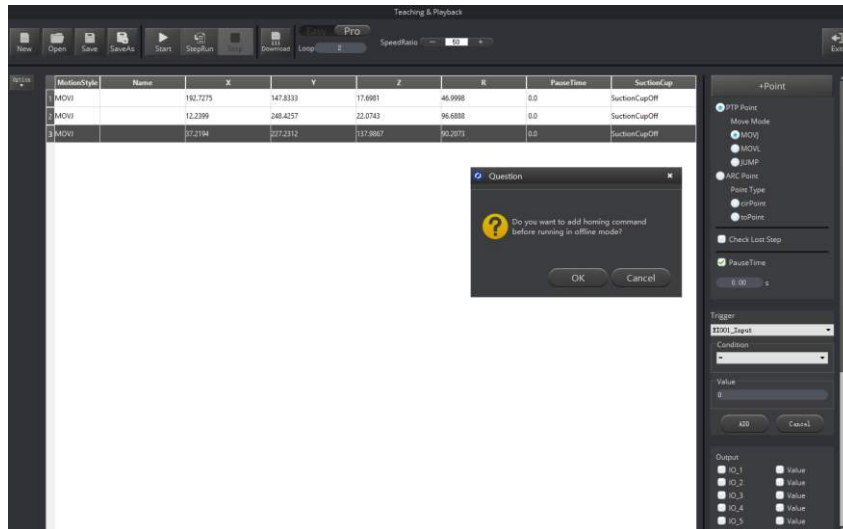 Teaching & Playback
Easy Pro
New Open Save SaveAs Start StepRun Stop Download Loop 2 SpeedRatio 50 Exit
Option
MotionStyle Name X Y Z R PauseTime SuctionCup
1 MOVJ 192.7275 147.8333 17.6981 46.9998 0.0 SuctionCupOff
2 MOVJ 12.2399 248.4257 22.0743 96.6888 0.0 SuctionCupOff
3 MOVJ 37.2194 227.2312 137.9867 90.2073 0.0 SuctionCupOff
Question
Do you want to add homing command
before running in offline mode?
OK Cancel
+Point
PTP Point
Move Mode
MOVJ
MOVL
JUMP
ARC Point
Point Type
cirPoint
toPoint
Check Lost Step
PauseTime
0.00 s
Trigger
EIO01_Input
Condition
=
Value
0
ADD Cancel
Output
IO_1 Value
IO_2 Value
IO_3 Value
IO_4 Value
IO_5 Value